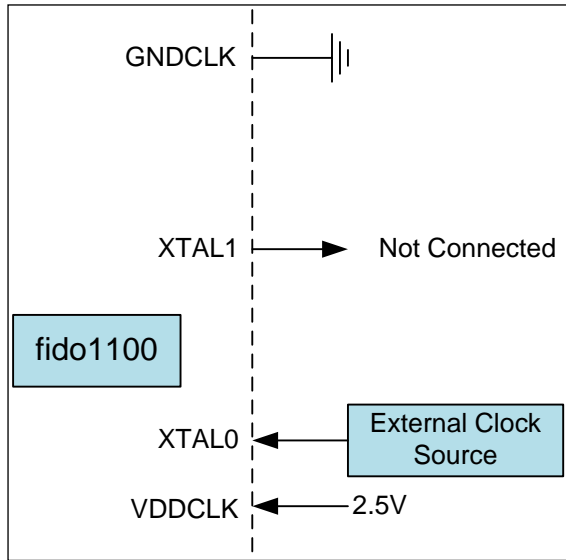 GNDCLK
XTAL1
Not Connected
fido1100
XTAL0
External Clock
Source
VDDCLK
2.5V